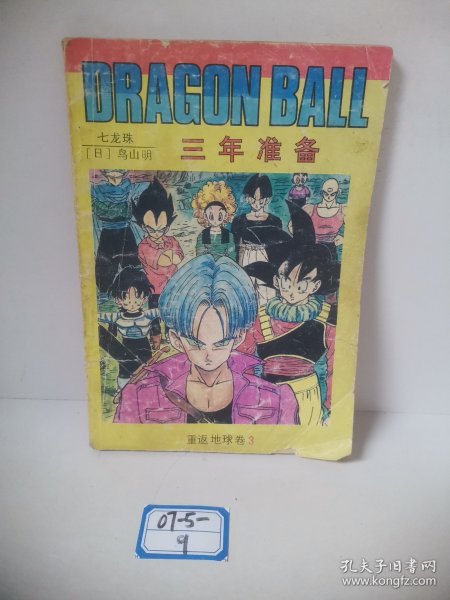 DRAGON BALL
七龙珠
[日]鸟山明
三年准备
重返地球卷3
07-5-
9
孔夫子旧书网
www.kongfz.com